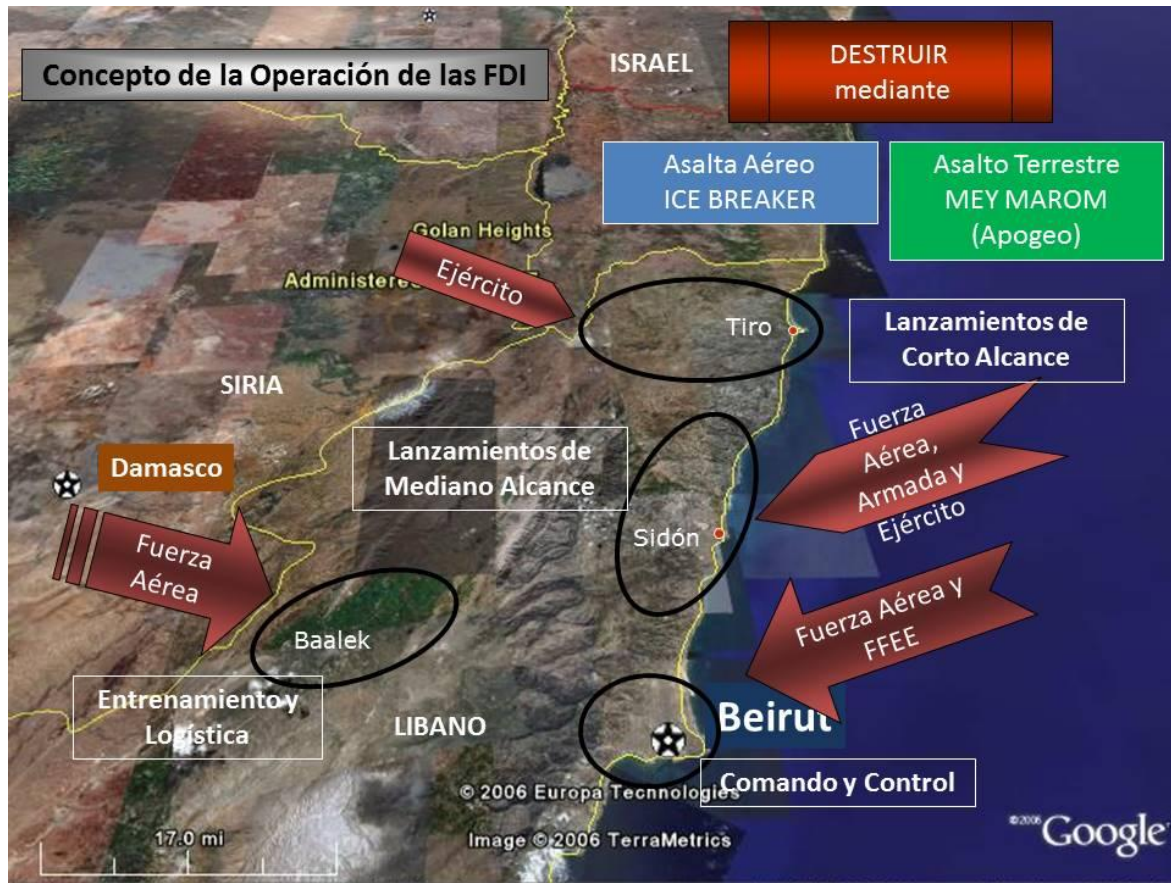 Concepto de la Operación de las FDI
ISRAEL
DESTRUIR
mediante
Asalta Aéreo
ICE BREAKER
Asalto Terrestre
MEY MAROM
(Apogeo)
Golan Heights
Ejército
Tiro
Lanzamientos de
Corto Alcance
SIRIA
Lanzamientos de
Mediano Alcance
Fuerza
Aérea,
Armada y
Ejército
Damasco
Fuerza
Aérea
Sidón
Baalek
Fuerza Aérea y
FFEE
Entrenamiento y
Logística
LIBANO
Beirut
Comando y Control
© 2006 Europa Tecnnologies
Image © 2006 TerraMetrics
17.0 mi
©2006 Google